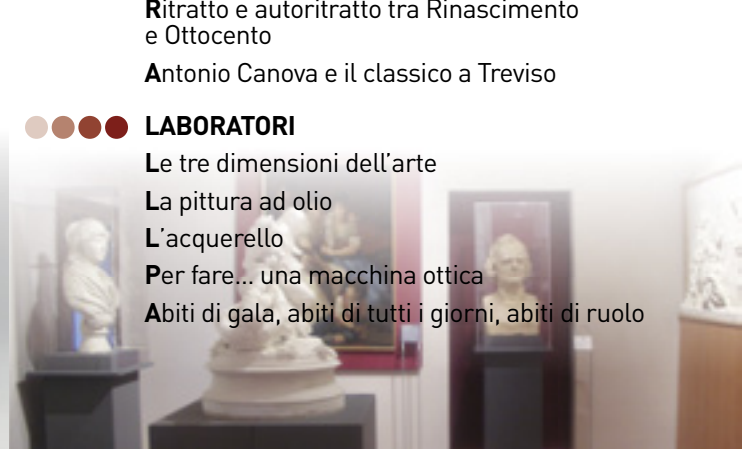 Ritratto e autoritratto tra Rinascimento
e Ottocento
Antonio Canova e il classico a Treviso
LABORATORI
Le tre dimensioni dell'arte
La pittura ad olio
L'acquerello
Per fare... una macchina ottica
Abiti di gala, abiti di tutti i giorni, abiti di ruolo